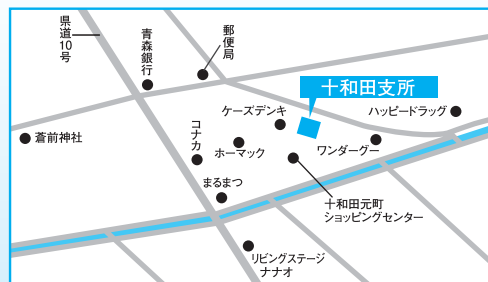 県道10号
青森銀行
郵便局
十和田支所
ケーズデンキ
ハッピードラッグ
蒼前神社
コナカ
ホーマック
ワンダーグー
まるまつ
十和田元町
ショッピングセンター
リビングステージ
ナナオ